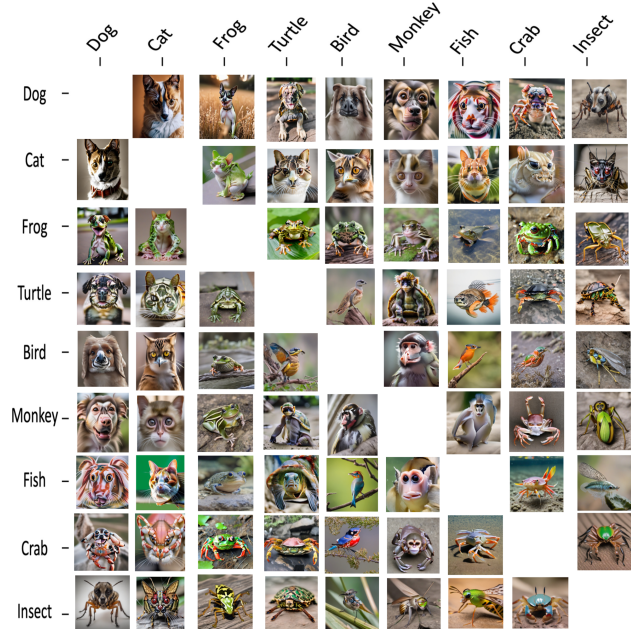 Dog Cat Frog Turtle Bird Monkey Fish Crab Insect
Dog
Cat
Frog
Turtle
Bird
Monkey
Fish
Crab
Insect